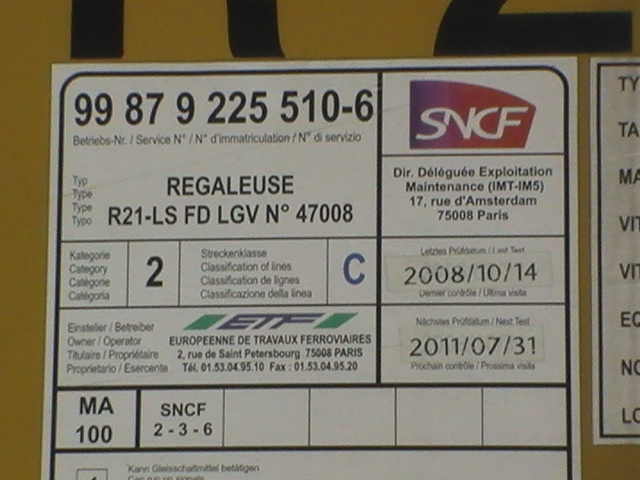 99 87 9 225 510-6
Betriebs-Nr. / Service N° / N° d'immatriculation / N° di servizio
SNCF
Dir. Déléguée Exploitation
Maintenance (IMT-IM5)
17, rue d'Amsterdam
75008 Paris
Typ
Type
Type
Typo
REGALEUSE
R21-LS FD LGV N° 47008
Kategorie
Category
Catégorie
Catégoria
2
Streckenklasse
Classification of lines
Classification de lignes
Classificazione della linea
C
Letztes Prüfdatum / Last Test
2008/10/14
Dernier contrôle / Ultima visita
Einsteller / Betreiber
Owner / Operator
Titulaire / Propriétaire
Proprietario / Esercente
ETF
EUROPEENNE DE TRAVAUX FERROVIAIRES
2, rue de Saint Petersbourg 75008 PARIS
Tél. 01.53.04.95.10 Fax : 01.53.04.95.20
Nächstes Prüfdatum / Next Test
2011/07/31
Prochain contrôle / Prossima visita
MA
100
SNCF
2 - 3 - 6
Kann Gleisschaltmittel betätigen
Can run on signals
TY
TA
MA
VIT
VIT
EC
NO
LO